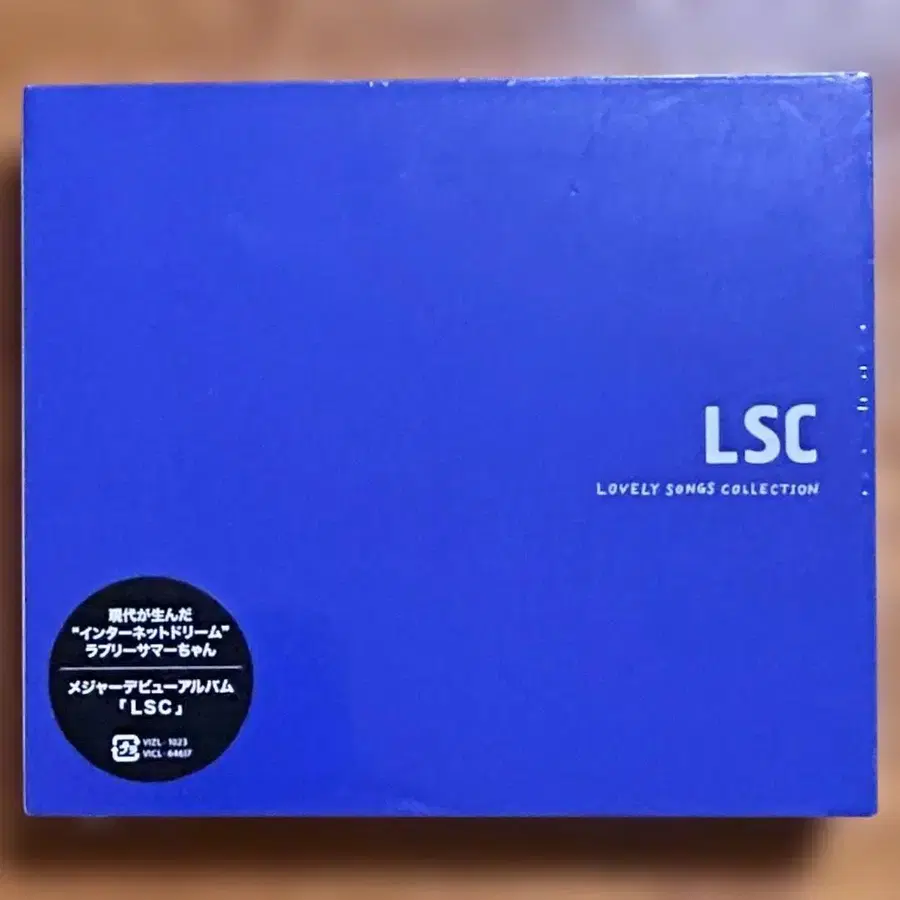 LSC
LOVELY SONGS COLLECTION
現代が生んだ
“インターネットドリーム”
ラブリーサマーちゃん
メジャーデビューアルバム
「LSC」
VIZL-1023
VICL-64617